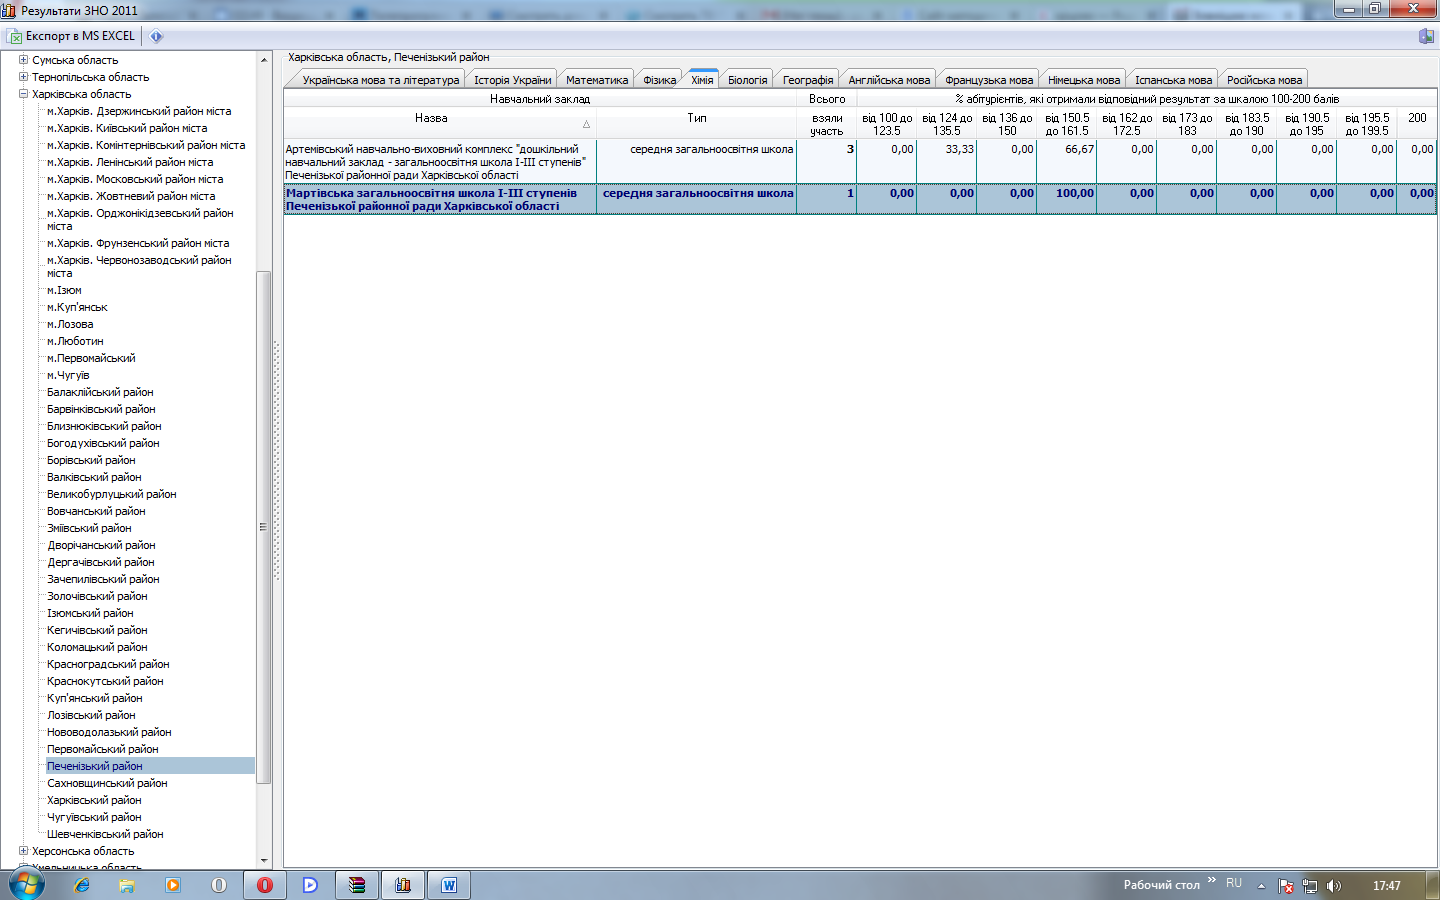 Результати ЗНО 2011
Експорт в MS EXCEL
Сумська область
Тернопільська область
Харківська область
м.Харків. Дзержинський район міста
м.Харків. Київський район міста
м.Харків. Комінтернівський район міста
м.Харків. Ленінський район міста
м.Харків. Московський район міста
м.Харків. Жовтневий район міста
м.Харків. Орджонікідзевський район
міста
м.Харків. Фрунзенський район міста
м.Харків. Червонозаводський район
міста
м.Ізюм
м.Куп'янськ
м.Лозова
м.Люботин
м.Первомайський
м.Чугуїв
Балаклійський район
Барвінківський район
Близнюківський район
Богодухівський район
Борівський район
Валківський район
Великобурлуцький район
Вовчанський район
Зміївський район
Дворічанський район
Дергачівський район
Зачепилівський район
Золочівський район
Ізюмський район
Кегичівський район
Коломацький район
Красноградський район
Краснокутський район
Куп'янський район
Лозівський район
Нововодолазький район
Первомайський район
Печенізький район
Сахновщинський район
Харківський район
Чугуївський район
Шевченківський район
Херсонська область
Хмельницька область
Харківська область, Печенізький район
Українська мова та література Історія України Математика Фізика Хімія Біологія Географія Англійська мова Французька мова Німецька мова Іспанська мова Російська мова
Навчальний заклад Всього % абітурієнтів, які отримали відповідний результат за шкалою 100-200 балів
Назва Тип взяли від 100 до від 124 до від 136 до від 150.5 від 162 до від 173 до від 183.5 від 190.5 від 195.5 200
участь 123.5 135.5 150 до 161.5 172.5 183 до 190 до 195 до 199.5
Артемівський навчально-виховний комплекс "дошкільний середня загальноосвітня школа 3 0,00 33,33 0,00 66,67 0,00 0,00 0,00 0,00 0,00 0,00
навчальний заклад - загальноосвітня школа І-ІІІ ступенів"
Печенізької районної ради Харківської області
Мартівська загальноосвітня школа І-ІІІ ступенів середня загальноосвітня школа 1 0,00 0,00 0,00 100,00 0,00 0,00 0,00 0,00 0,00 0,00
Печенізької районної ради Харківської області
Рабочий стол » RU 17:47